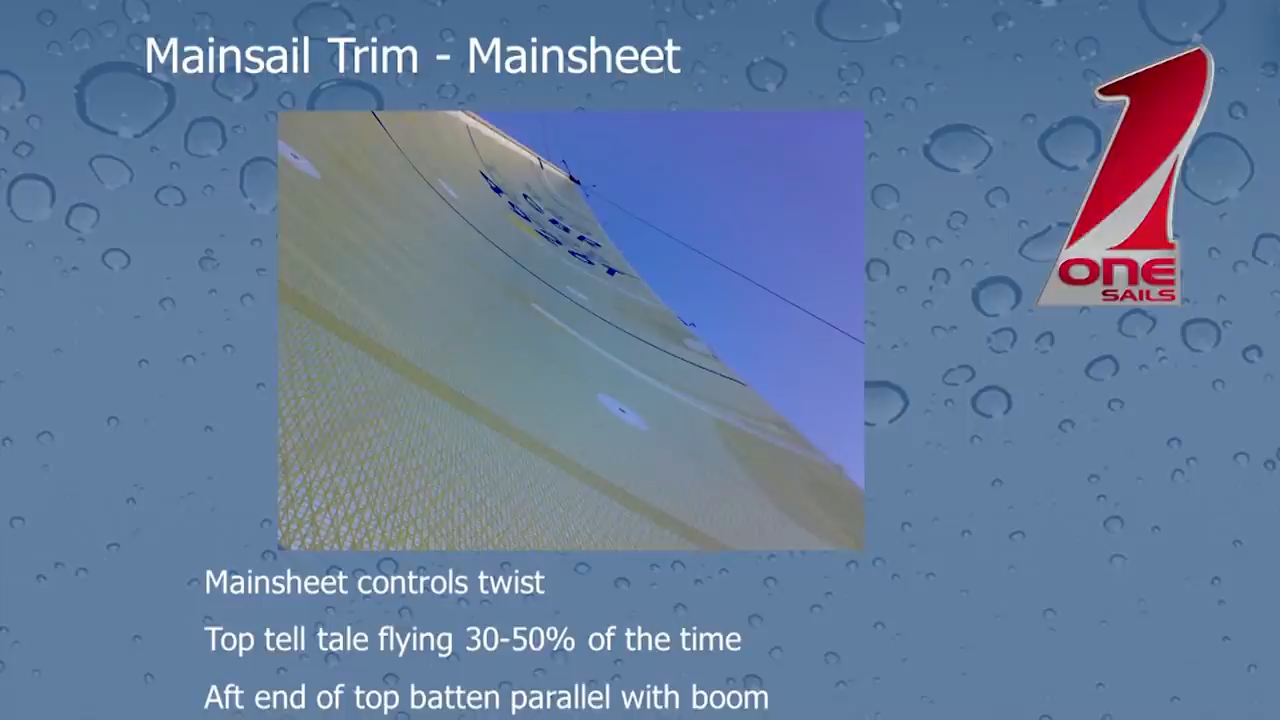 Mainsail Trim - Mainsheet
ONE
SAILS
Mainsheet controls twist
Top tell tale flying 30-50% of the time
Aft end of top batten parallel with boom